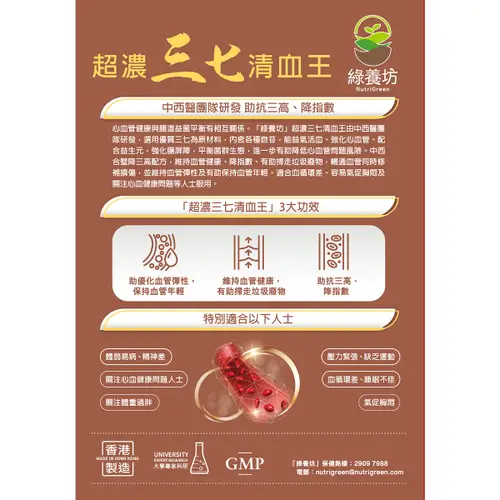 超濃三七清血王
綠養坊
NutriGreen
中西醫團隊研發 助抗三高、降指數
心血管健康與腸道益菌平衡有相互關係。「綠養坊」超濃三七清血王由中西醫團
隊研發，選用優質三七為原材料，內含各種皂苷，能益氣活血、強化心血管。配
合益生元，強化腸屏障，平衡菌群生態，進一步有助降低心血管問題風險。中西
合璧降三高配方，維持血管健康、降指數、有助掃走垃圾廢物，暢通血管同時修
補損傷，並維持血管彈性及有助保持血管年輕。適合血循環差、容易氣促胸悶及
關注心血健康問題等人士服用。
「超濃三七清血王」3大功效
助優化血管彈性，
保持血管年輕
維持血管健康，
有助掃走垃圾廢物
助抗三高，
降指數
特別適合以下人士
體弱易病、精神差
關注心血健康問題人士
關注體重過胖
壓力緊張、缺乏運動
血循環差、睡眠不佳
氣促胸悶
香港
MADE IN HONG KONG
製造
UNIVERSITY
EXPERT RESEARCH
大學專家科研
GMP
「綠養坊」保健熱線：2909 7988
電郵：nutrigreen@nutrigreen.com